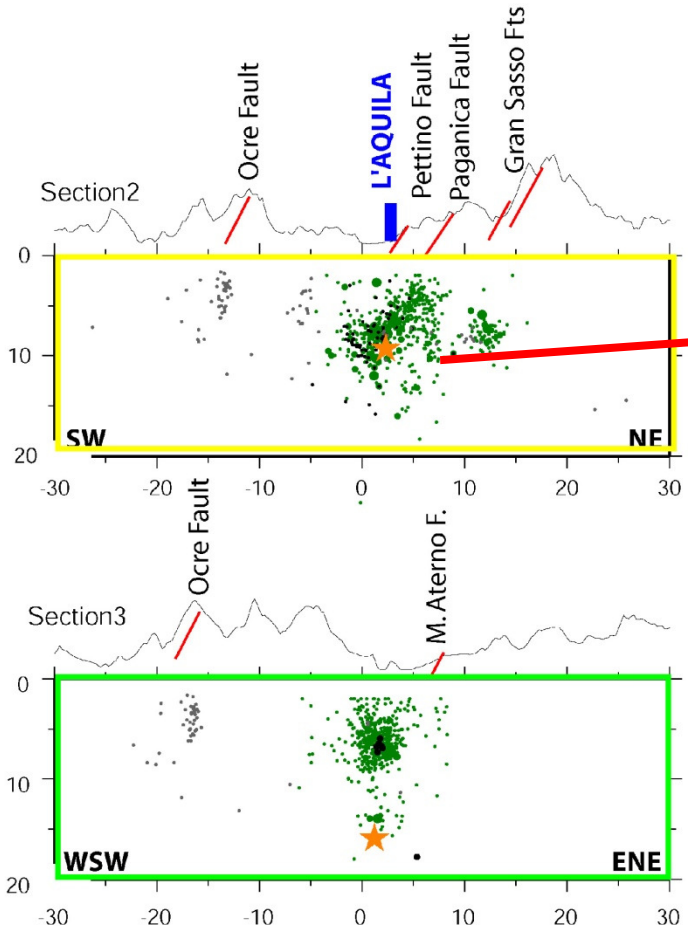 Ocre Fault
L'AQUILA
Pettino Fault
Paganica Fault
Gran Sasso Fts
Section2
0
10
20
SW
NE
-30 -20 -10 0 10 20 30
Ocre Fault
M. Aterno F.
Section3
0
10
20
WSW
ENE
-30 -20 -10 0 10 20 30